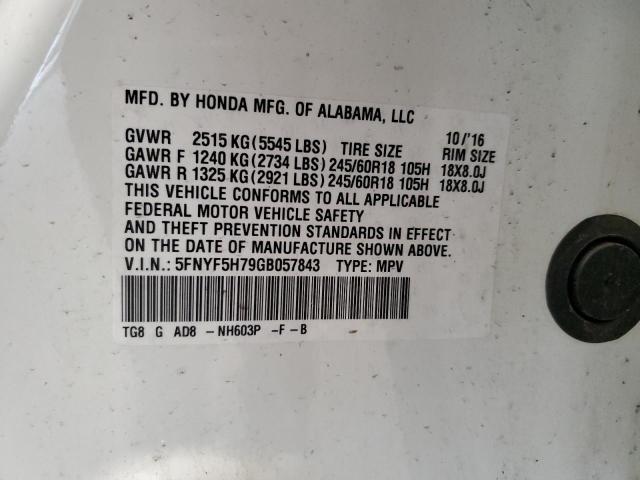 MFD. BY HONDA MFG. OF ALABAMA, LLC
GVWR 2515 KG(5545 LBS) TIRE SIZE 10/'16 RIM SIZE
GAWR F 1240 KG(2734 LBS) 245/60R18 105H 18X8.0J
GAWR R 1325 KG(2921 LBS) 245/60R18 105H 18X8.0J
THIS VEHICLE CONFORMS TO ALL APPLICABLE
FEDERAL MOTOR VEHICLE SAFETY
AND THEFT PREVENTION STANDARDS IN EFFECT
ON THE DATE OF MANUFACTURE SHOWN ABOVE.
V.I.N.: 5FNYF5H79GB057843 TYPE: MPV
TG8 G AD8 -NH603P -F-B